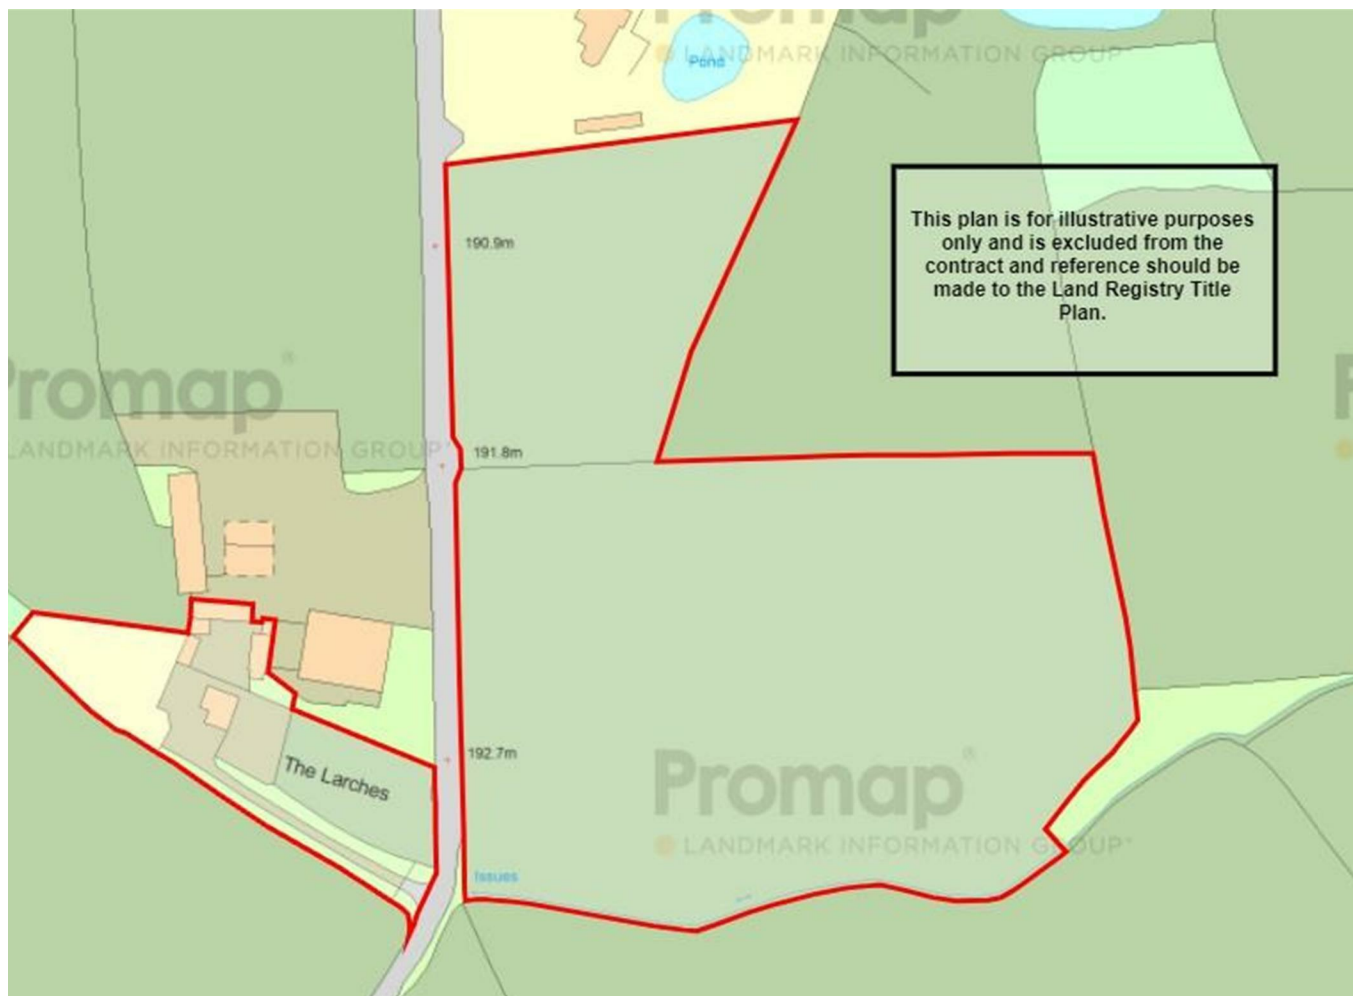 Promap
LANDMARK INFORMATION GROUP
Pond
190.9m
This plan is for illustrative purposes
only and is excluded from the
contract and reference should be
made to the Land Registry Title
Plan.
Promap®
LANDMARK INFORMATION GROUP
191.8m
192.7m
The Larches
Promap®
LANDMARK INFORMATION GROUP
Issues